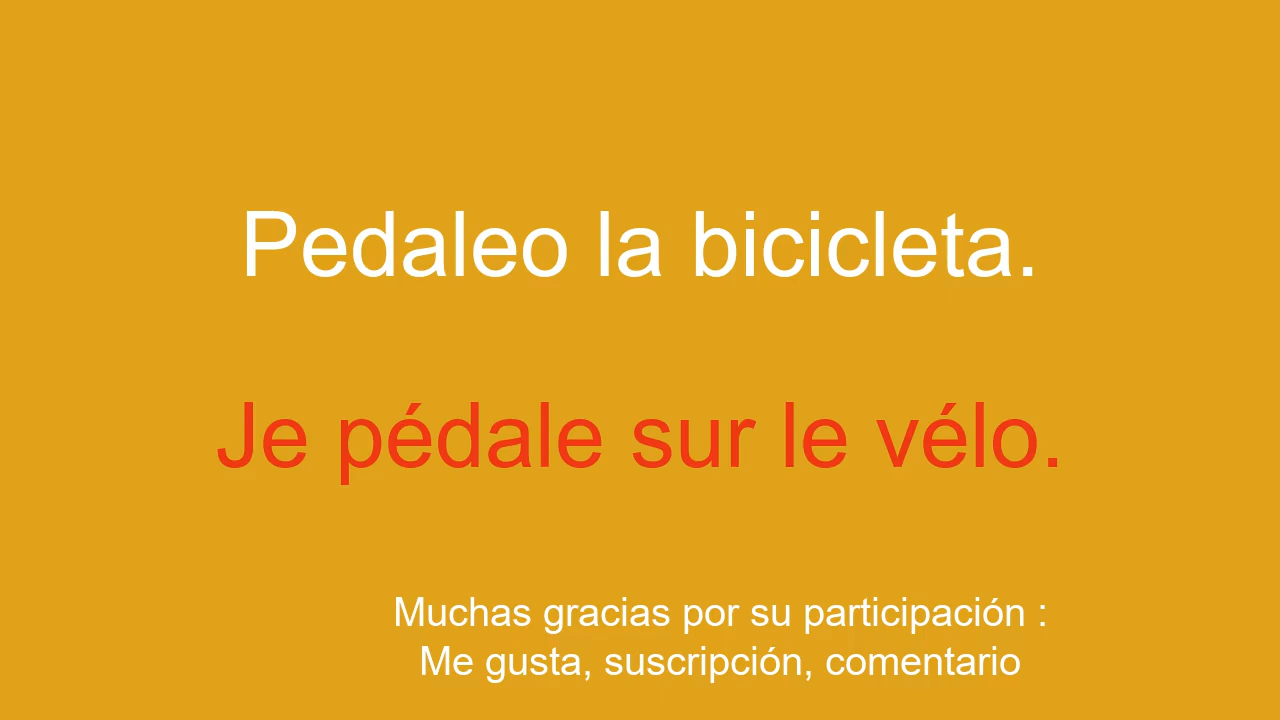 Pedaleo la bicicleta.
Je pédale sur le vélo.
Muchas gracias por su participación :
Me gusta, suscripción, comentario